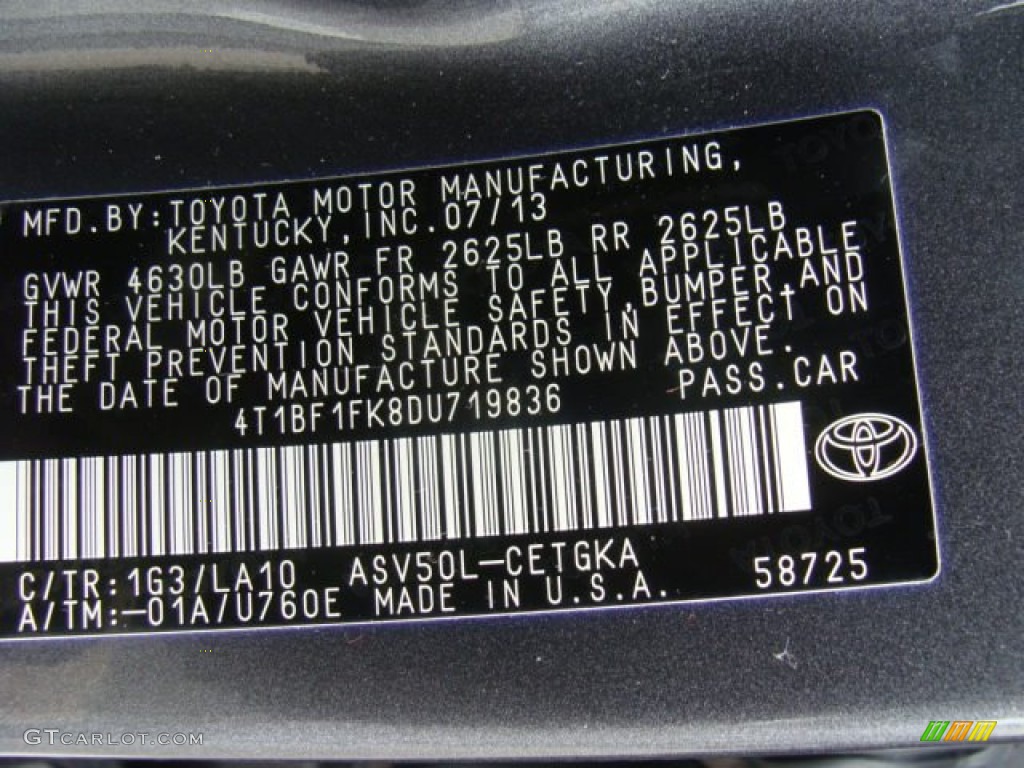 MFD.BY:TOYOTA MOTOR MANUFACTURING,
KENTUCKY,INC.07/13
GVWR 4630LB GAWR FR 2625LB RR 2625LB
THIS VEHICLE CONFORMS TO ALL APPLICABLE
FEDERAL MOTOR VEHICLE SAFETY,BUMPER,AND
THEFT PREVENTION STANDARDS IN EFFECT ON
THE DATE OF MANUFACTURE SHOWN ABOVE.
4T1BF1FK8DU719836 PASS.CAR
C/TR:1G3/LA10 ASV50L-CETGKA
A/TM:-01A/U760E MADE IN U.S.A. 58725
TOYOTA
GTCARLOT.COM